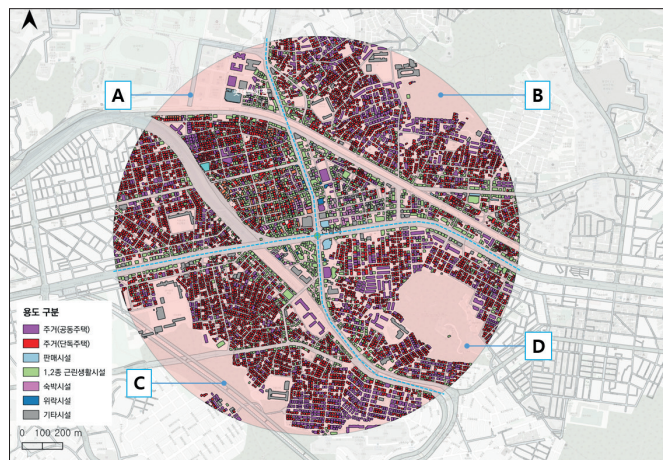 A
B
C
D
용도 구분
주거(공동주택)
주거(단독주택)
판매시설
1,2종 근린생활시설
숙박시설
위락시설
기타시설
0 100 200 m